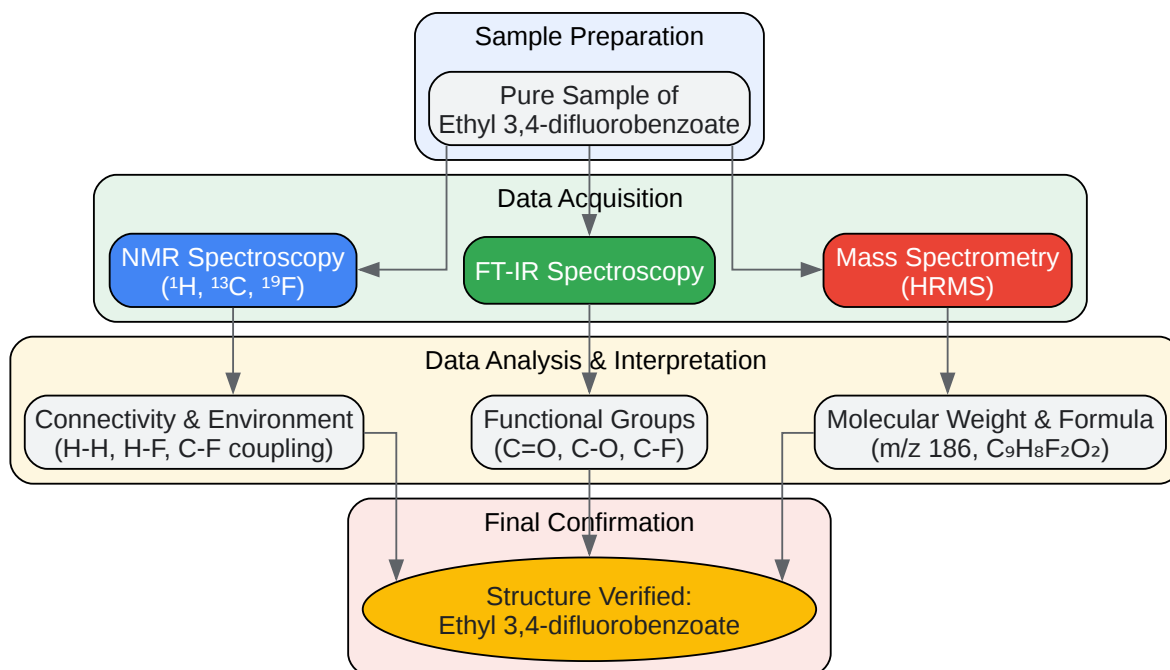 Sample Preparation
Pure Sample of
Ethyl 3,4-difluorobenzoate
Data Acquisition
NMR Spectroscopy
(¹H, ¹³C, ¹⁹F)
FT-IR Spectroscopy
Mass Spectrometry
(HRMS)
Data Analysis & Interpretation
Connectivity & Environment
(H-H, H-F, C-F coupling)
Functional Groups
(C=O, C-O, C-F)
Molecular Weight & Formula
(m/z 186, C₉H₈F₂O₂)
Final Confirmation
Structure Verified:
Ethyl 3,4-difluorobenzoate